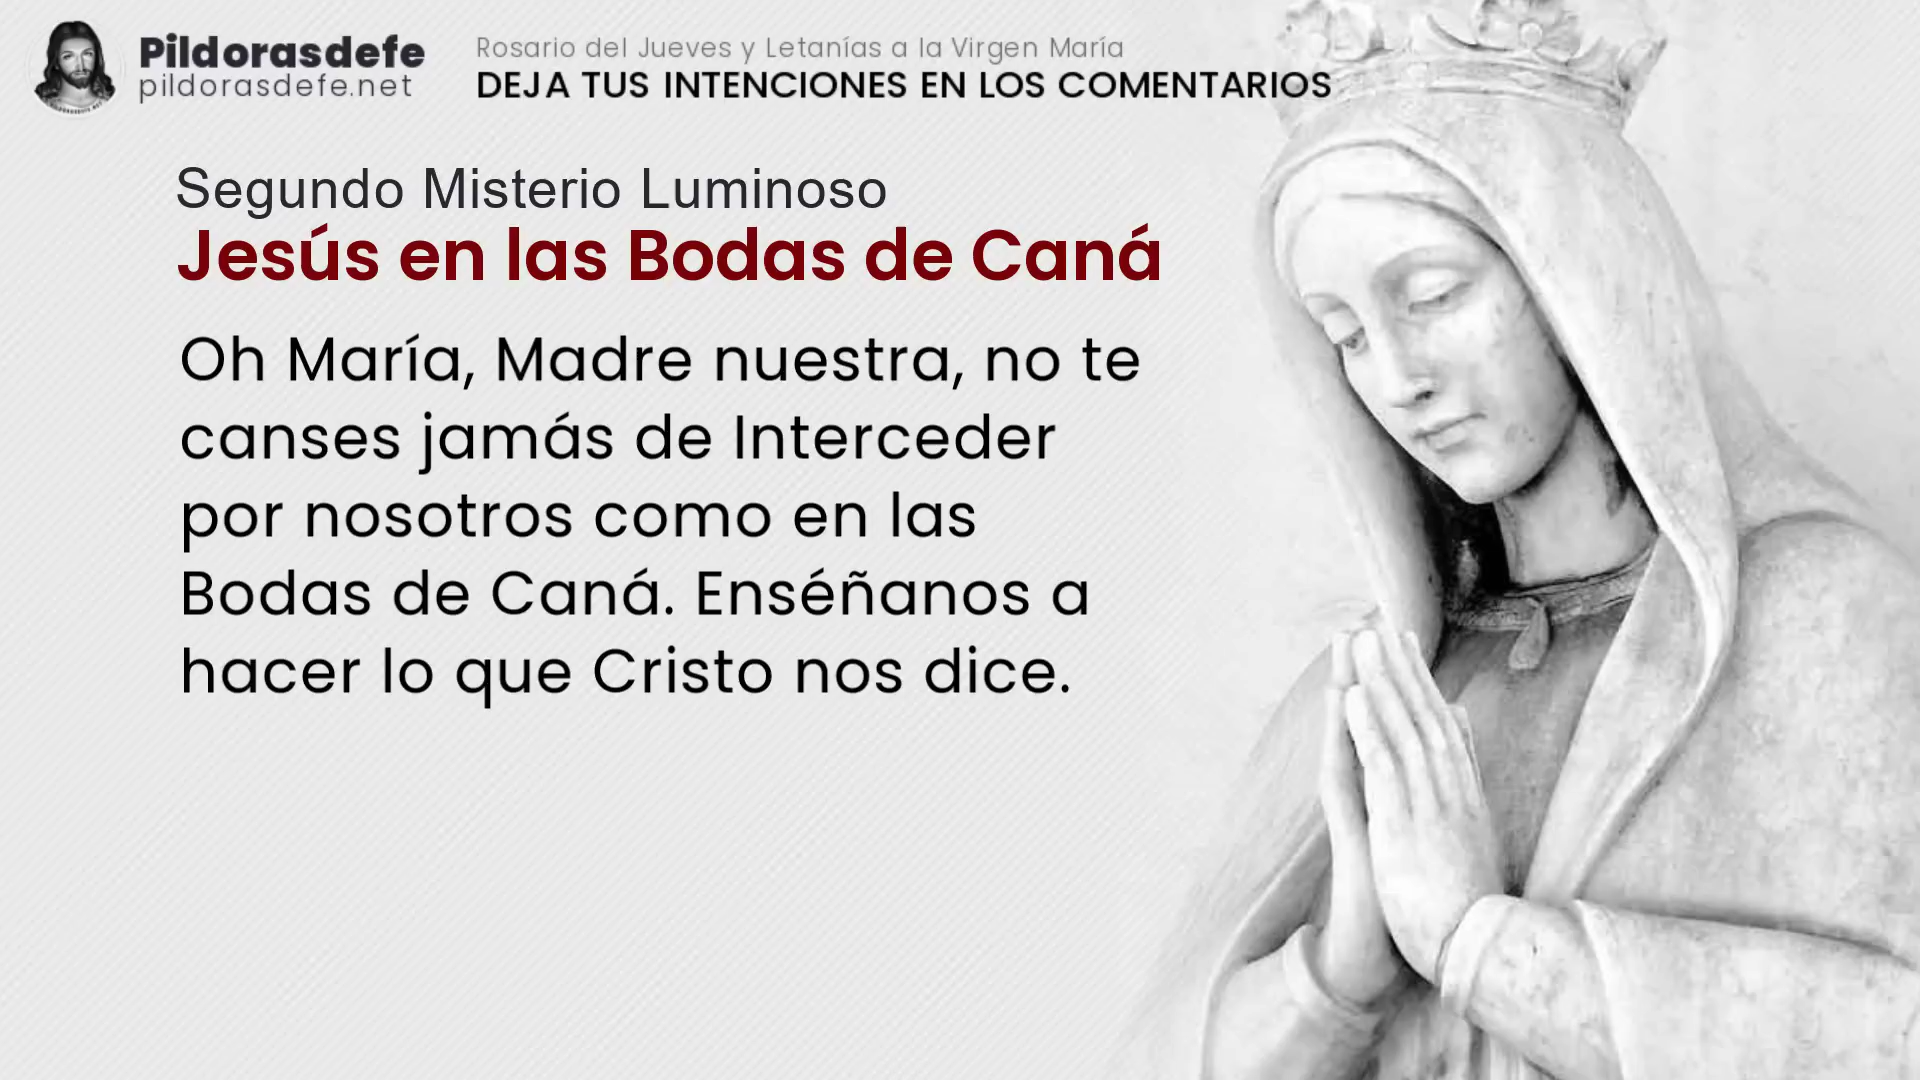 Pildorasdefe
pildorasdefe.net
Rosario del Jueves y Letanías a la Virgen María
DEJA TUS INTENCIONES EN LOS COMENTARIOS
Segundo Misterio Luminoso
Jesús en las Bodas de Caná
Oh María, Madre nuestra, no te
canses jamás de Interceder
por nosotros como en las
Bodas de Caná. Enséñanos a
hacer lo que Cristo nos dice.